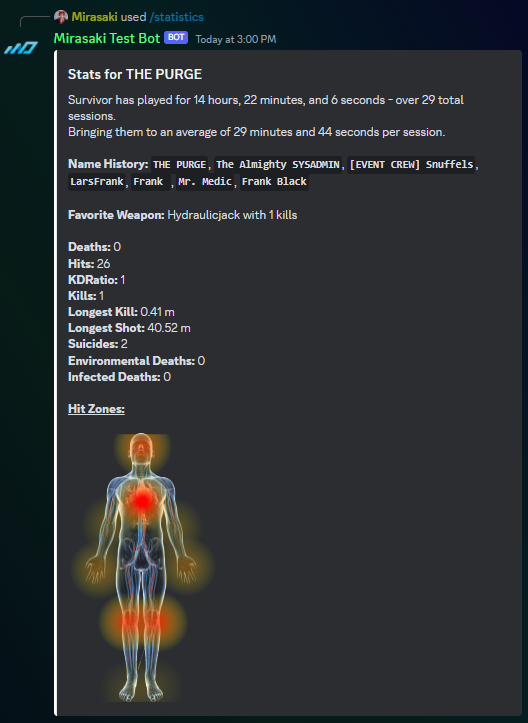 Mirasaki used /statistics
Mirasaki Test Bot BOT Today at 3:00 PM
Stats for THE PURGE
Survivor has played for 14 hours, 22 minutes, and 6 seconds - over 29 total
sessions.
Bringing them to an average of 29 minutes and 44 seconds per session.
Name History: THE PURGE, The Almighty SYSADMIN, [EVENT CREW] Snuffels,
LarsFrank, Frank , Mr. Medic, Frank Black
Favorite Weapon: Hydraulicjack with 1 kills
Deaths: 0
Hits: 26
KDRatio: 1
Kills: 1
Longest Kill: 0.41 m
Longest Shot: 40.52 m
Suicides: 2
Environmental Deaths: 0
Infected Deaths: 0
Hit Zones: